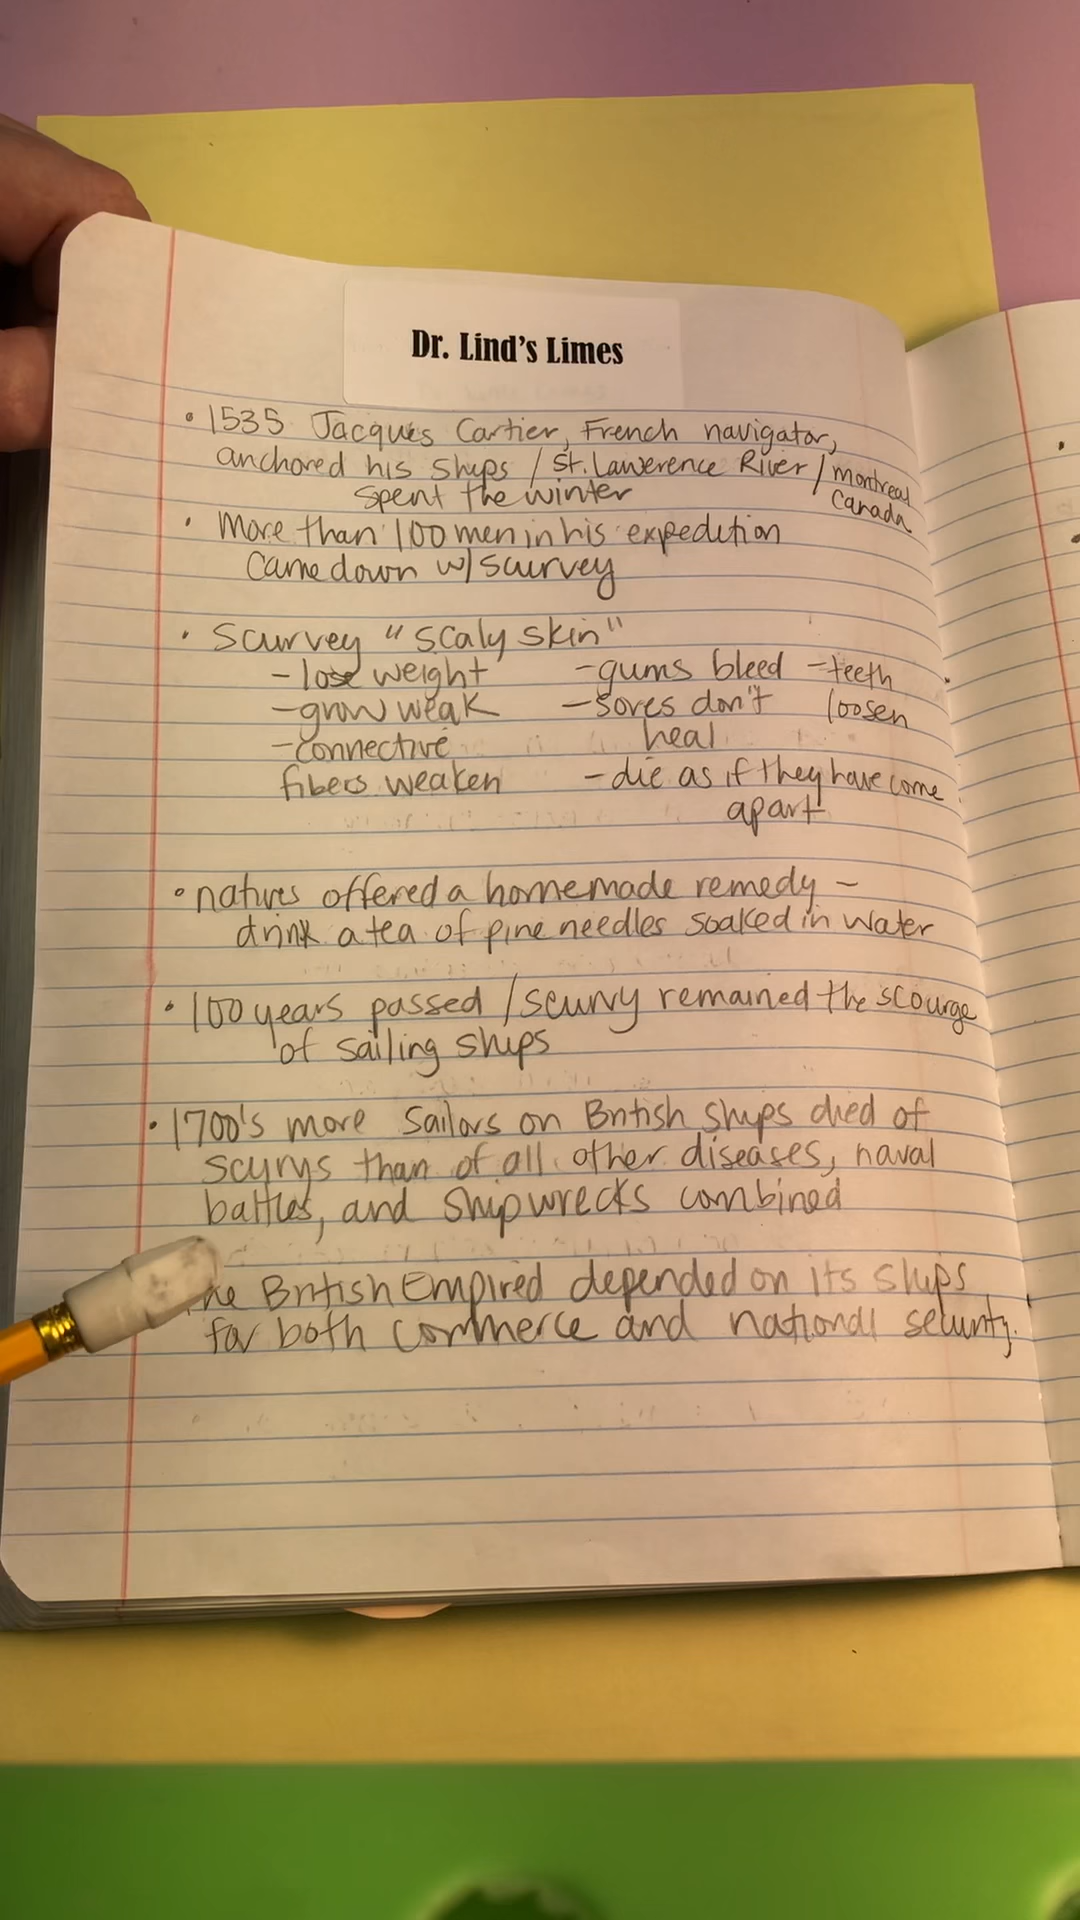 Dr. Lind's Limes
• 1535 Jacques Cartier, French navigator,
anchored his ships / St. Lawerence River / Montreal
Canada
spent the winter
• More than 100 men in his expedition
came down w/ scurvey
• Scurvey "scaly skin"
- lose weight - gums bleed - teeth
- grow weak - sores don't loosen
- connective heal
fibers weaken - die as if they have come
apart
• natives offered a homemade remedy -
drink a tea of pine needles soaked in water
• 100 years passed / scurvy remained the scourge
of sailing ships
• 1700's more sailors on British ships died of
scurvys than of all other diseases, naval
battles, and shipwrecks combined
he British Empired depended on its ships
for both commerce and national security.